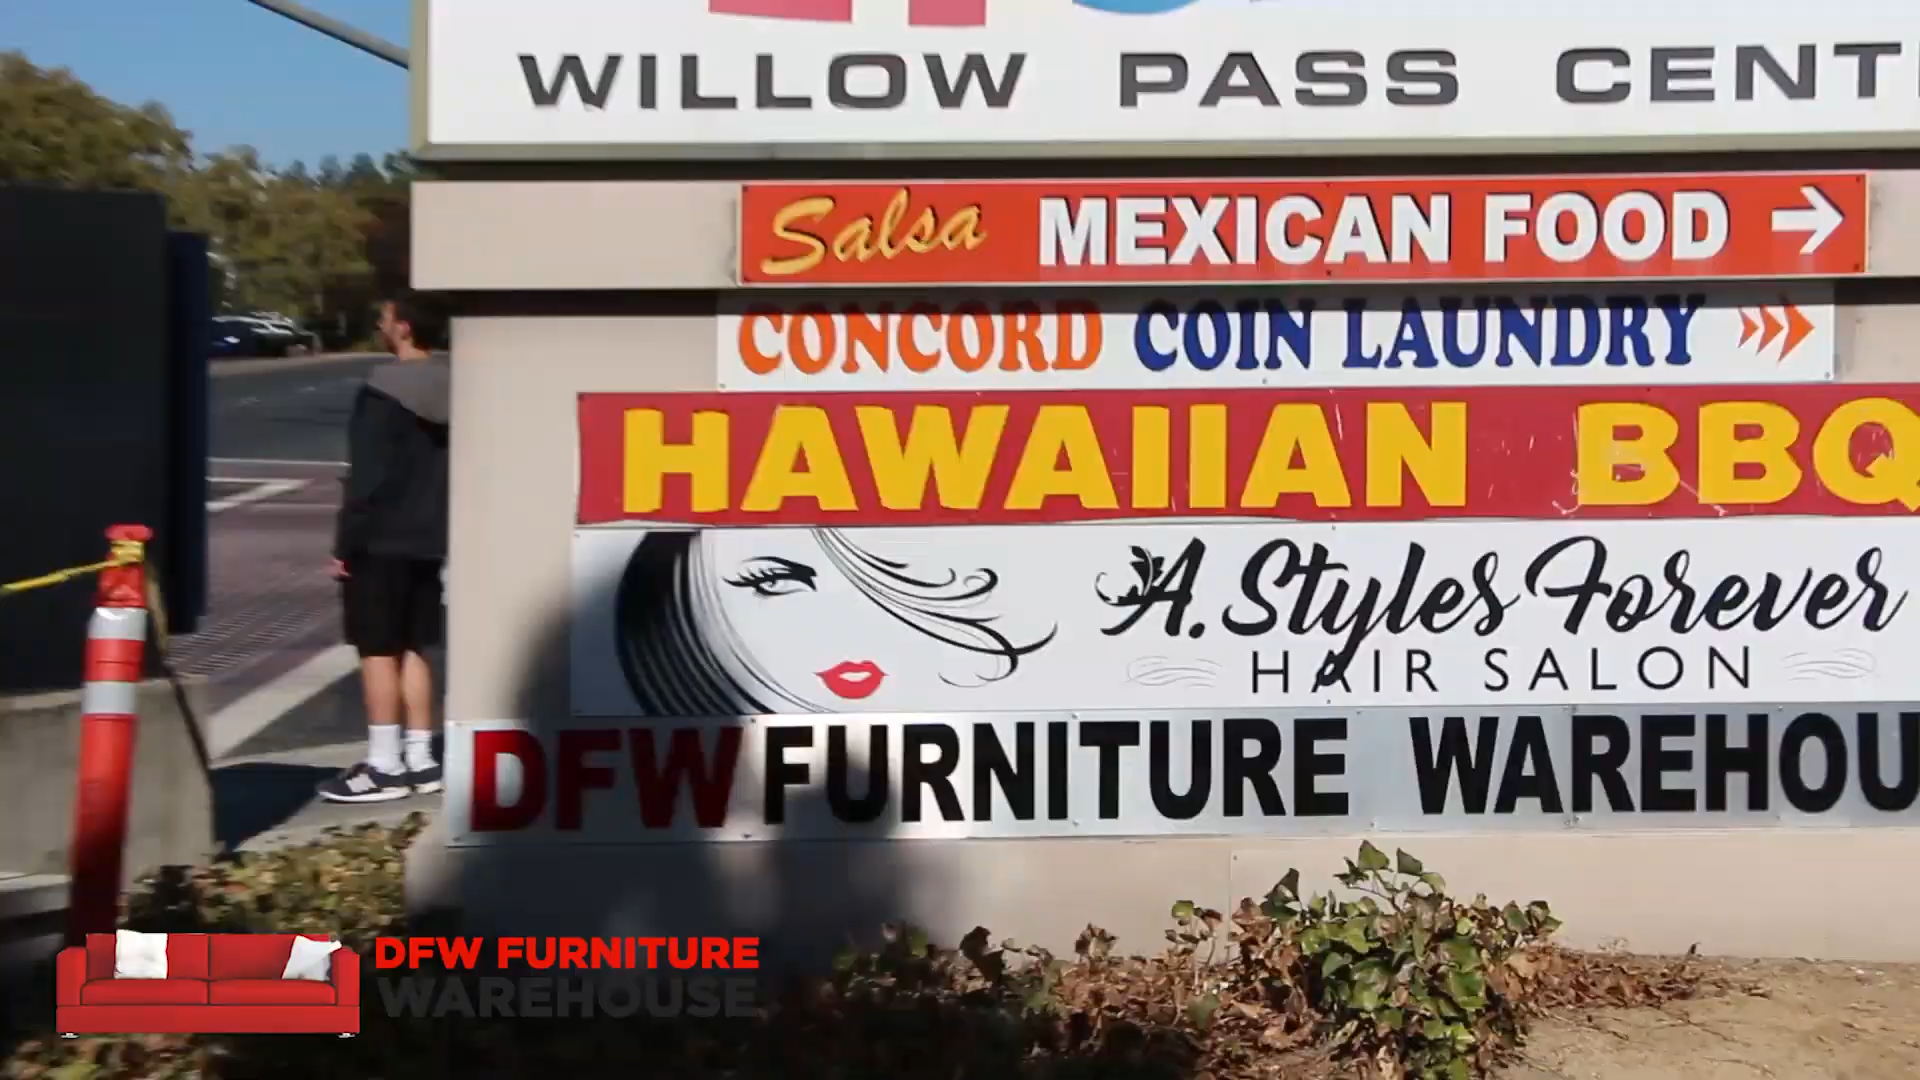 WILLOW PASS CENT
Salsa MEXICAN FOOD →
CONCORD COIN LAUNDRY
HAWAIIAN BBQ
A. Styles Forever
HAIR SALON
DFW FURNITURE WAREHOU
DFW FURNITURE
WAREHOUSE